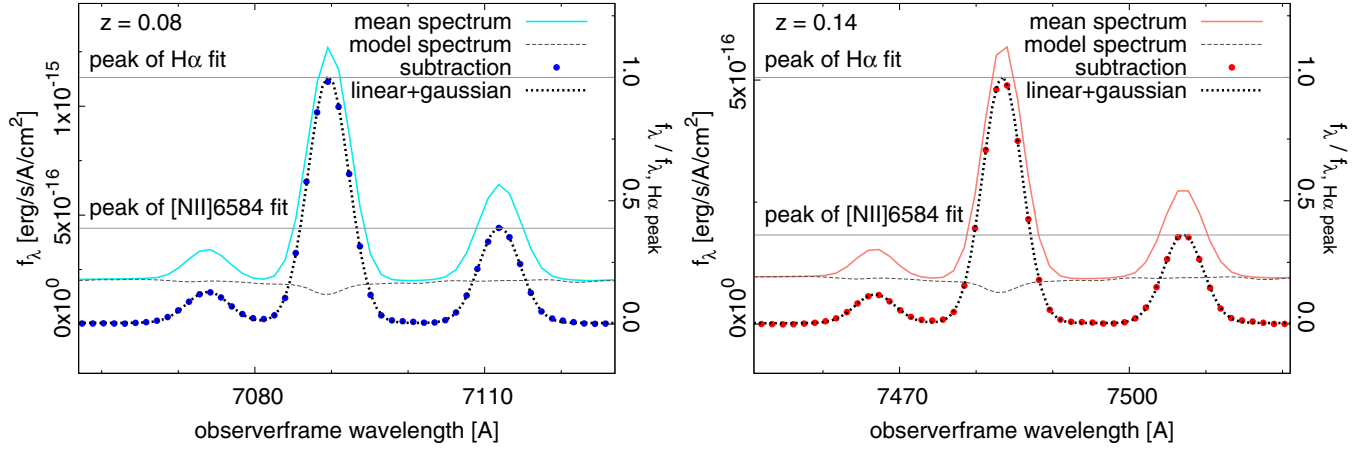 z = 0.08
mean spectrum
model spectrum
subtraction
linear+gaussian
peak of Hα fit
peak of [NII]6584 fit
fλ [erg/s/A/cm²]
1x10⁻¹⁵
5x10⁻¹⁶
0x10⁰
1.0
0.5
0.0
fλ / fλ, Hα peak
7080
7110
observerframe wavelength [A]
z = 0.14
mean spectrum
model spectrum
subtraction
linear+gaussian
peak of Hα fit
peak of [NII]6584 fit
fλ [erg/s/A/cm²]
5x10⁻¹⁶
0x10⁰
1.0
0.5
0.0
fλ / fλ, Hα peak
7470
7500
observerframe wavelength [A]